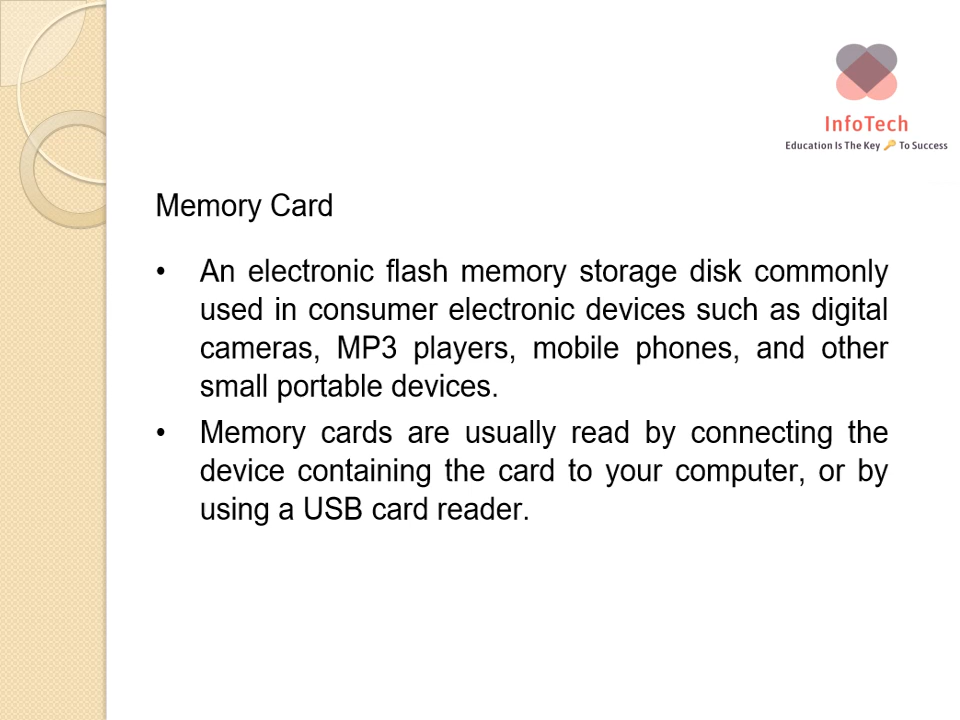 InfoTech
Education Is The Key 🔑 To Success
Memory Card
• An electronic flash memory storage disk commonly
used in consumer electronic devices such as digital
cameras, MP3 players, mobile phones, and other
small portable devices.
• Memory cards are usually read by connecting the
device containing the card to your computer, or by
using a USB card reader.